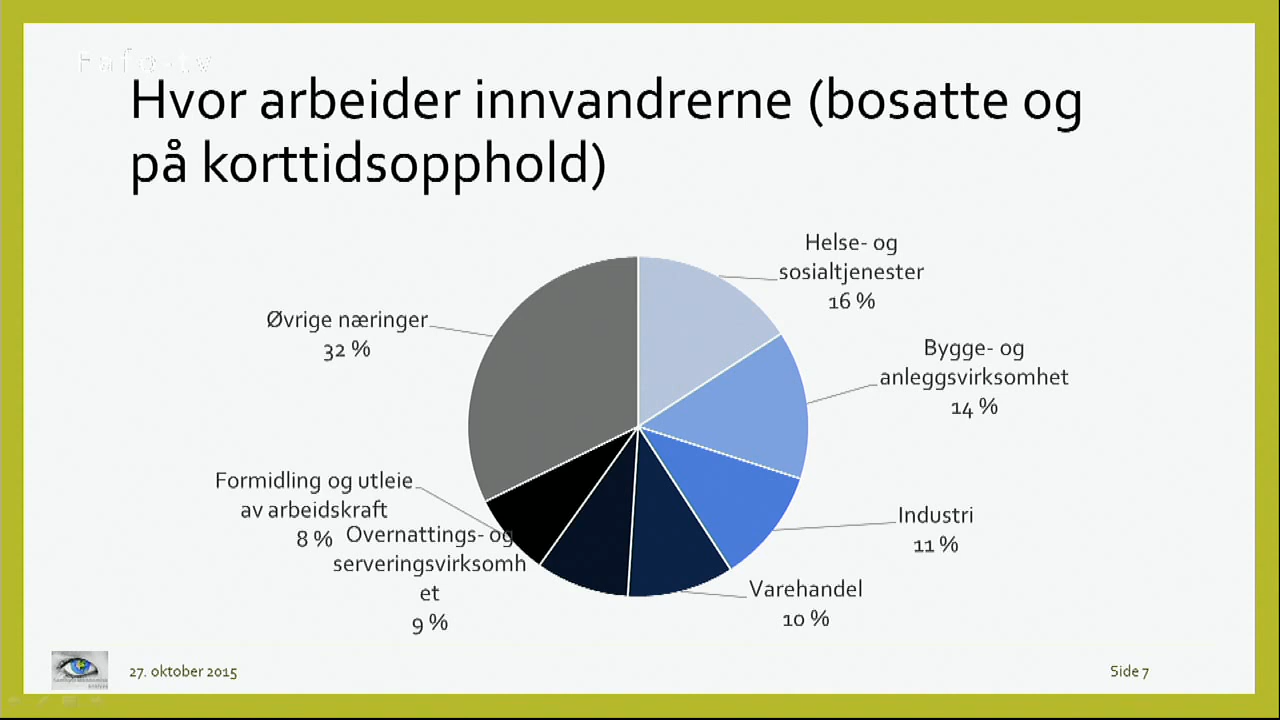 Fafo-tv
Hvor arbeider innvandrerne (bosatte og
på korttidsopphold)
Helse- og
sosialtjenester
16 %
Bygge- og
anleggsvirksomhet
14 %
Industri
11 %
Varehandel
10 %
Overnattings- og
serveringsvirksomh
et
9 %
Formidling og utleie
av arbeidskraft
8 %
Øvrige næringer
32 %
27. oktober 2015
Side 7